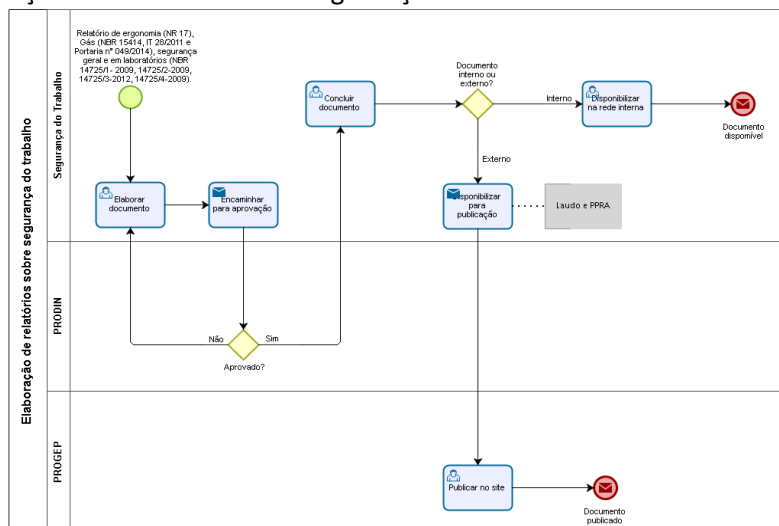 Elaboração de relatórios sobre segurança do trabalho
Segurança do Trabalho
Relatório de ergonomia (NR 17),
Gás (NBR 15414, IT 28/2011 e
Portaria n° 049/2014), segurança
geral e em laboratórios (NBR
14725/1- 2009, 14725/2-2009,
14725/3-2012, 14725/4-2009).
Elaborar
documento
Encaminhar
para aprovação
Concluir
documento
Documento
interno ou
externo?
Interno
Disponibilizar
na rede interna
Documento
disponível
Externo
Disponibilizar
para
publicação
Laudo e PPRA
PRODIN
Não
Sim
Aprovado?
PROGEP
Publicar no site
Documento
publicado